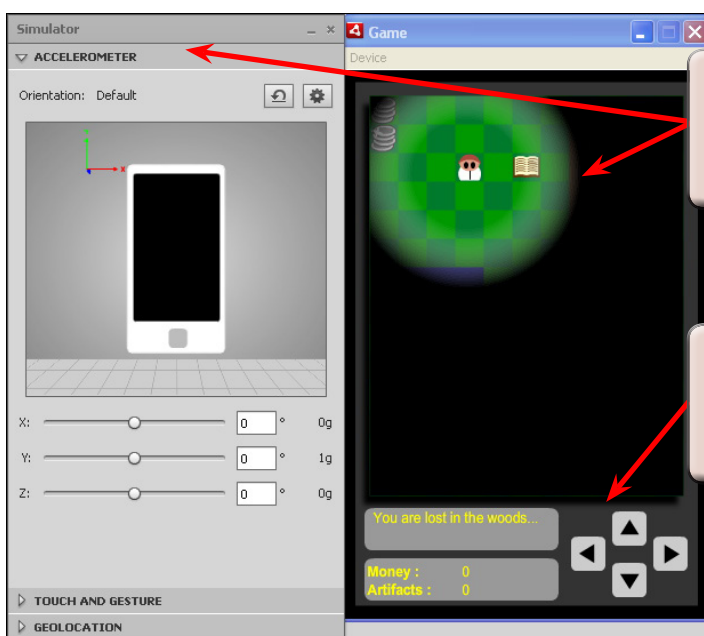 Simulator
ACCELEROMETER
Orientation: Default
x
X: 0 ° 0g
Y: 0 ° 1g
Z: 0 ° 0g
TOUCH AND GESTURE
GEOLOCATION
Game
Device
You are lost in the woods...
Money : 0
Artifacts : 0